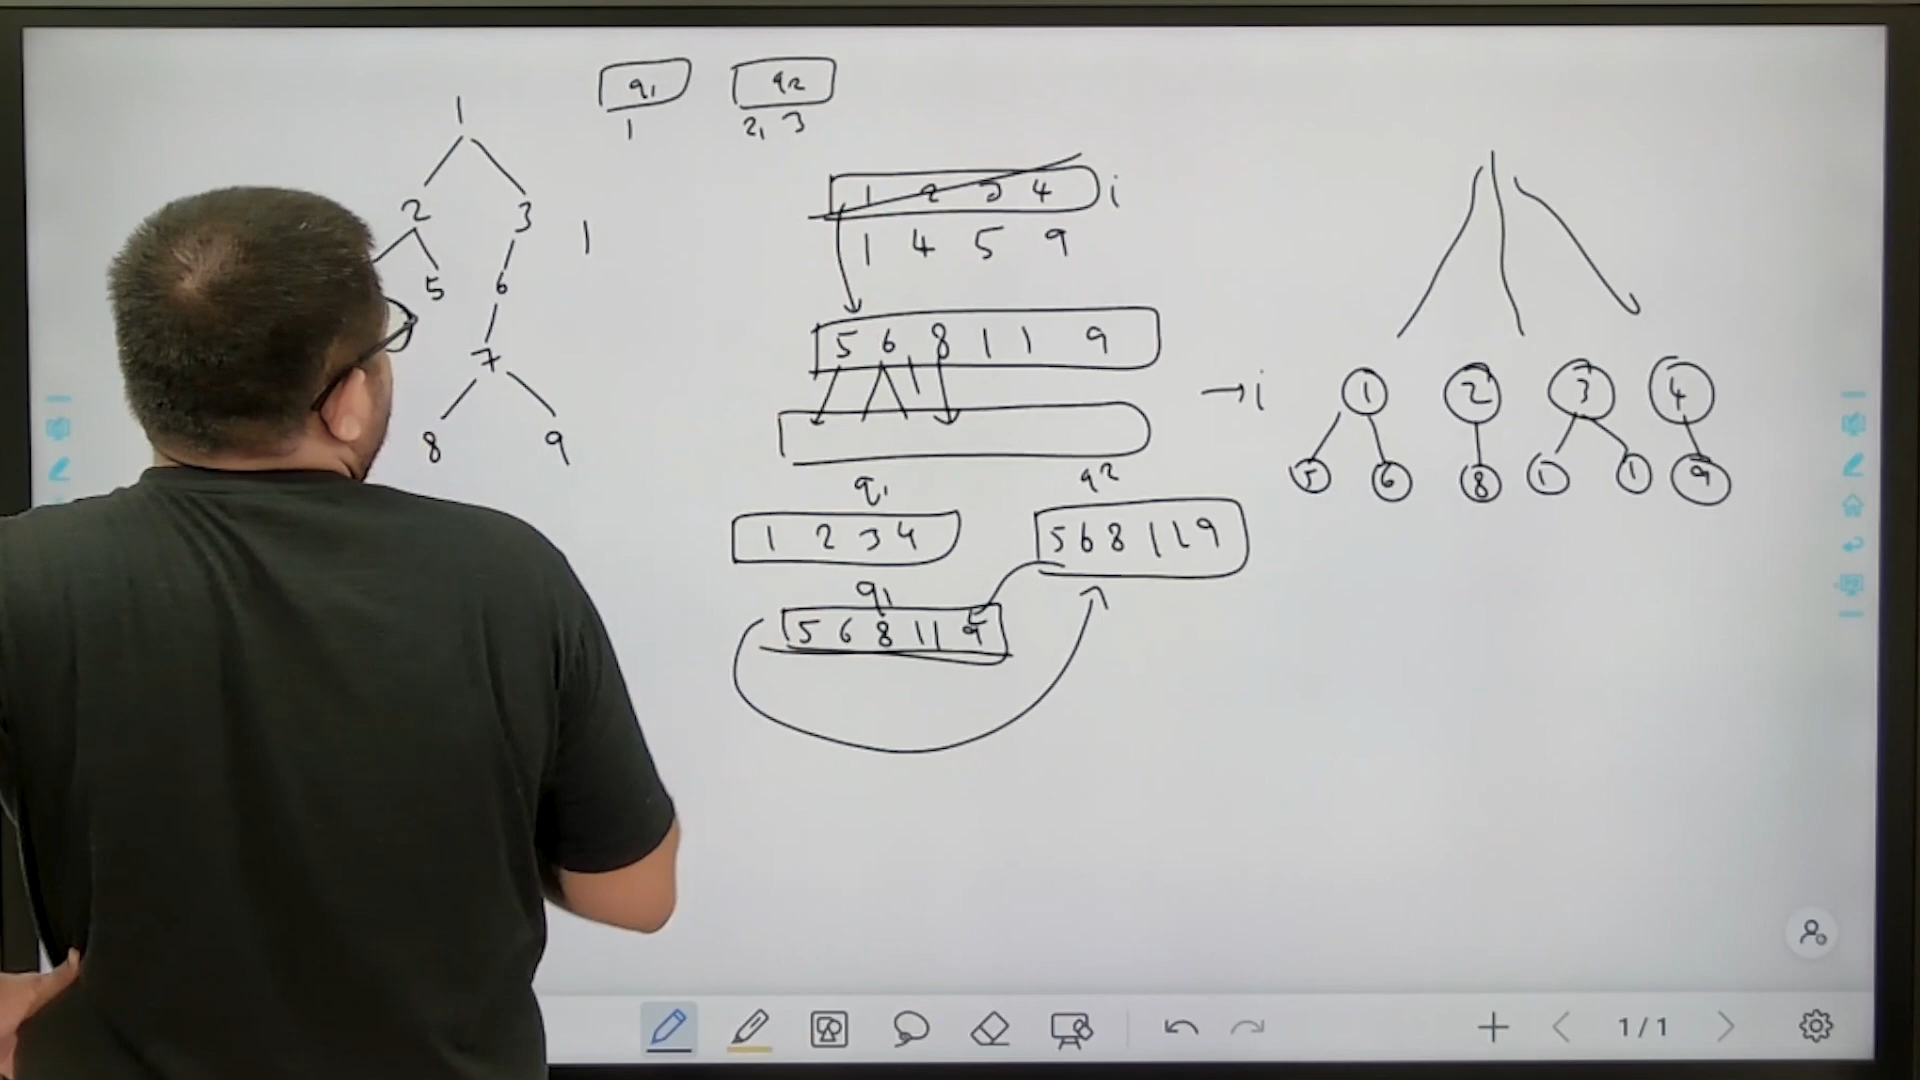 q1 q2
1
1 2, 3
1 2 3 4 i
2 3 1
1 4 5 9
5 6
5 6 8 1 1 9
7
→ i 1 2 3 4
8 9
5 6 8 1 1 9
q1 q2
1 2 3 4
5 6 8 1 1 9
q1
5 6 8 1 1 9
1 / 1